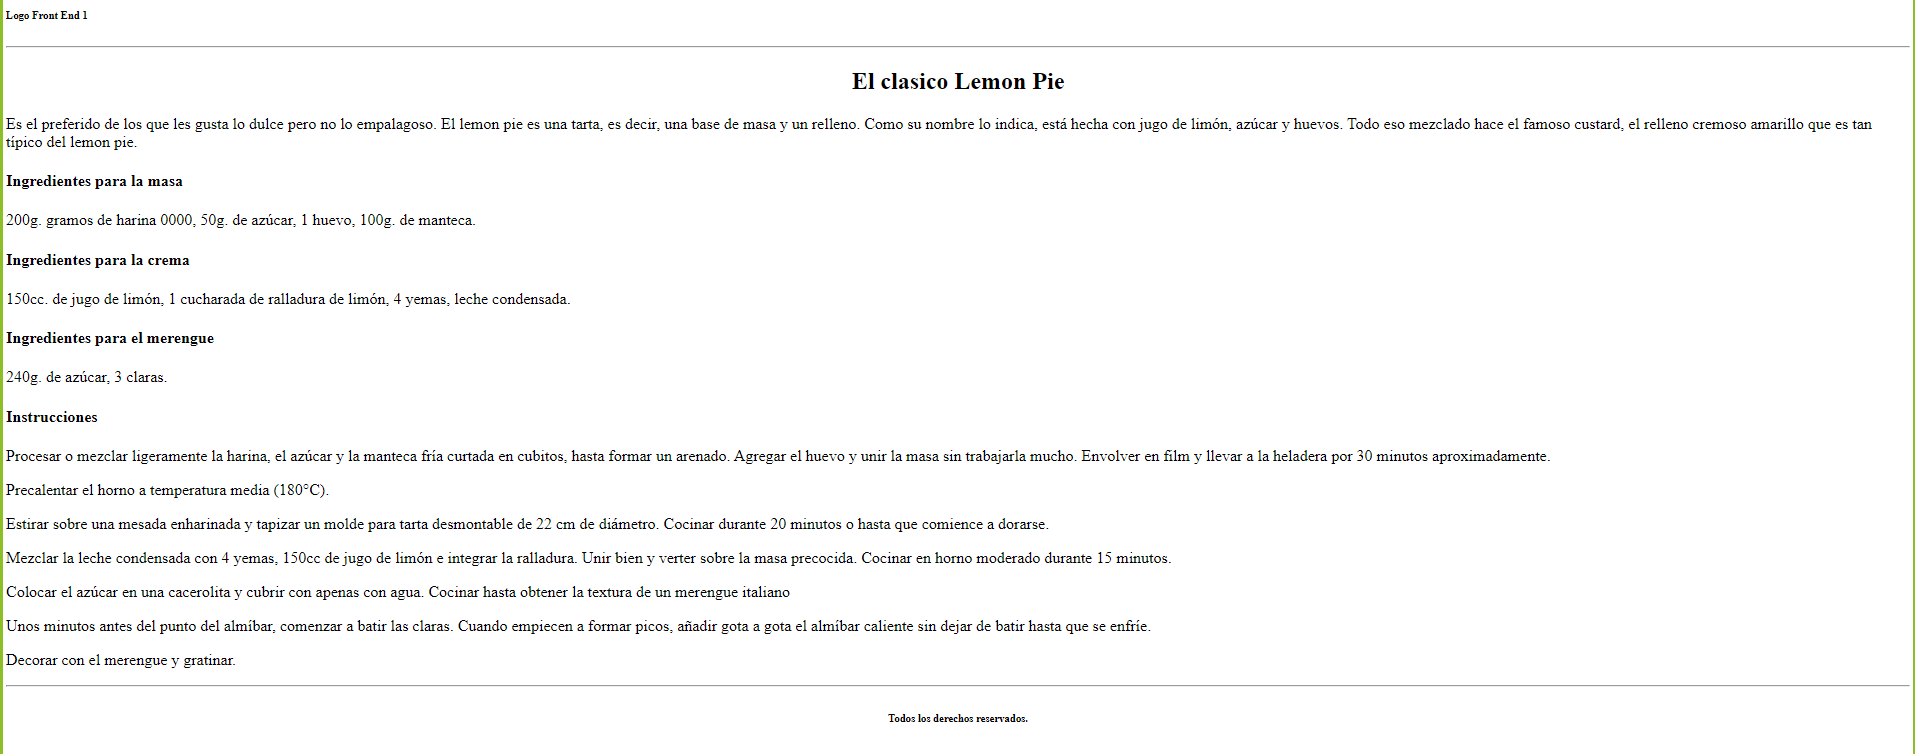 Logo Front End 1
El clasico Lemon Pie
Es el preferido de los que les gusta lo dulce pero no lo empalagoso. El lemon pie es una tarta, es decir, una base de masa y un relleno. Como su nombre lo indica, está hecha con jugo de limón, azúcar y huevos. Todo eso mezclado hace el famoso custard, el relleno cremoso amarillo que es tan
típico del lemon pie.
Ingredientes para la masa
200g. gramos de harina 0000, 50g. de azúcar, 1 huevo, 100g. de manteca.
Ingredientes para la crema
150cc. de jugo de limón, 1 cucharada de ralladura de limón, 4 yemas, leche condensada.
Ingredientes para el merengue
240g. de azúcar, 3 claras.
Instrucciones
Procesar o mezclar ligeramente la harina, el azúcar y la manteca fría curtada en cubitos, hasta formar un arenado. Agregar el huevo y unir la masa sin trabajarla mucho. Envolver en film y llevar a la heladera por 30 minutos aproximadamente.
Precalentar el horno a temperatura media (180°C).
Estirar sobre una mesada enharinada y tapizar un molde para tarta desmontable de 22 cm de diámetro. Cocinar durante 20 minutos o hasta que comience a dorarse.
Mezclar la leche condensada con 4 yemas, 150cc de jugo de limón e integrar la ralladura. Unir bien y verter sobre la masa precocida. Cocinar en horno moderado durante 15 minutos.
Colocar el azúcar en una cacerolita y cubrir con apenas con agua. Cocinar hasta obtener la textura de un merengue italiano
Unos minutos antes del punto del almíbar, comenzar a batir las claras. Cuando empiecen a formar picos, añadir gota a gota el almíbar caliente sin dejar de batir hasta que se enfríe.
Decorar con el merengue y gratinar.
Todos los derechos reservados.